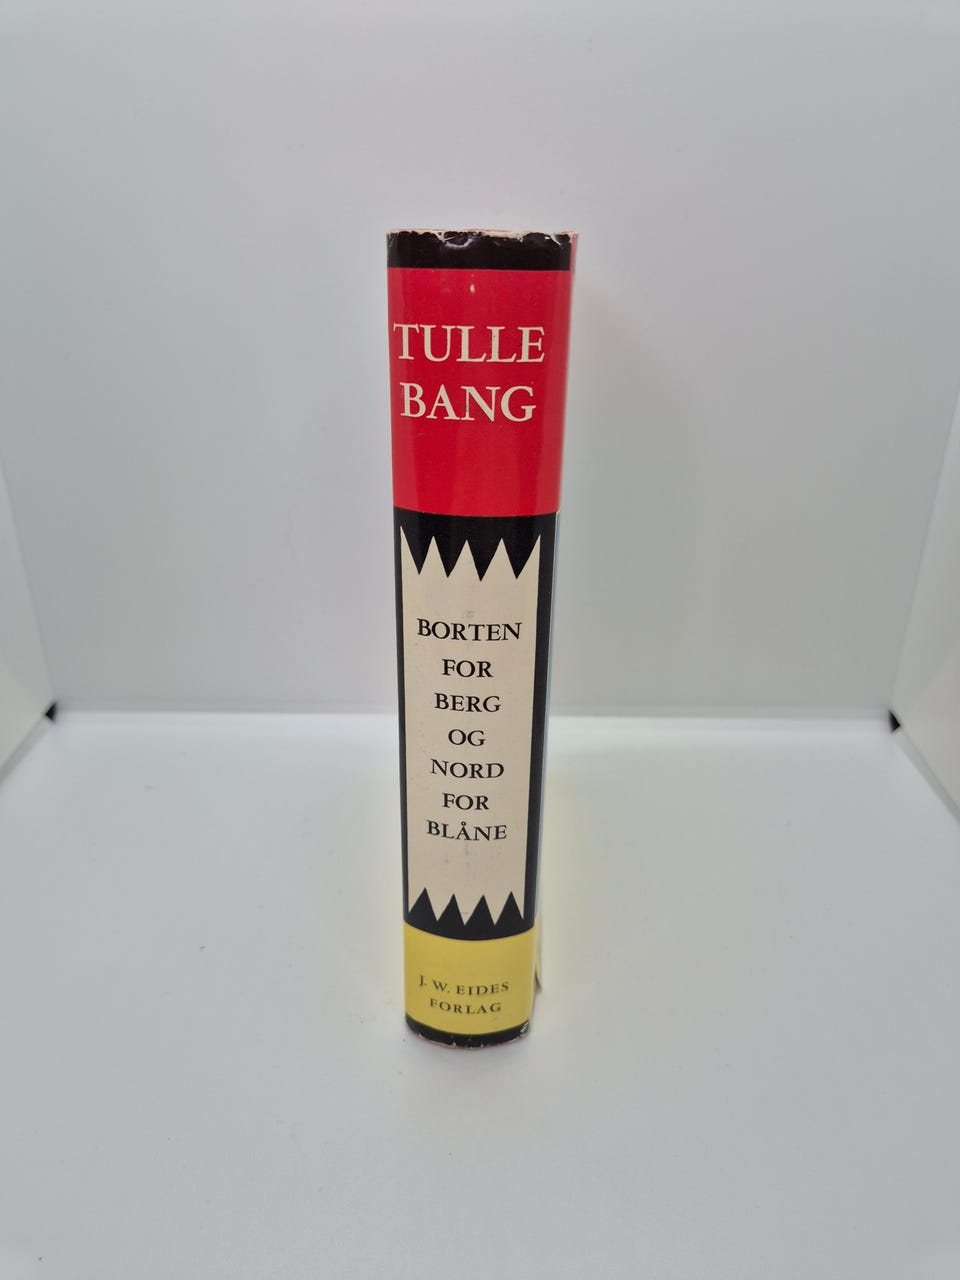 TULLE
BANG
BORTEN
FOR
BERG
OG
NORD
FOR
BLÅNE
J. W. EIDES
FORLAG